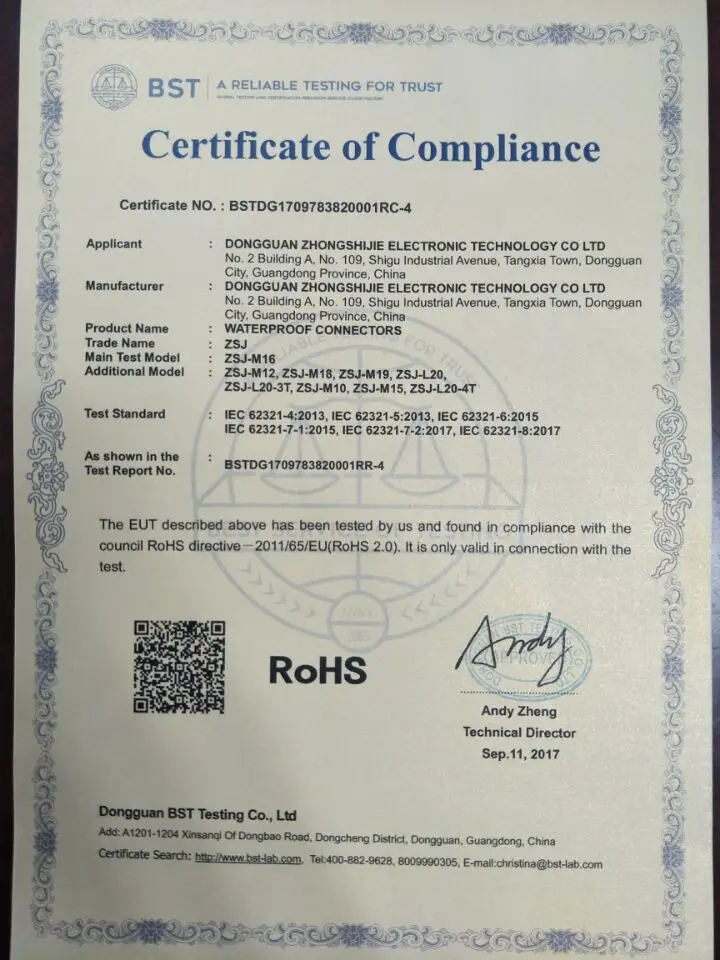 BST A RELIABLE TESTING FOR TRUST
Certificate of Compliance
Certificate NO. : BSTDG1709783820001RC-4
Applicant : DONGGUAN ZHONGSHIJIE ELECTRONIC TECHNOLOGY CO LTD
No. 2 Building A, No. 109, Shigu Industrial Avenue, Tangxia Town, Dongguan
City, Guangdong Province, China
Manufacturer : DONGGUAN ZHONGSHIJIE ELECTRONIC TECHNOLOGY CO LTD
No. 2 Building A, No. 109, Shigu Industrial Avenue, Tangxia Town, Dongguan
City, Guangdong Province, China
Product Name : WATERPROOF CONNECTORS
Trade Name : ZSJ
Main Test Model : ZSJ-M16
Additional Model : ZSJ-M12, ZSJ-M18, ZSJ-M19, ZSJ-L20,
ZSJ-L20-3T, ZSJ-M10, ZSJ-M15, ZSJ-L20-4T
Test Standard : IEC 62321-4:2013, IEC 62321-5:2013, IEC 62321-6:2015
IEC 62321-7-1:2015, IEC 62321-7-2:2017, IEC 62321-8:2017
As shown in the :
Test Report No. BSTDG1709783820001RR-4
The EUT described above has been tested by us and found in compliance with the
council RoHS directive－2011/65/EU(RoHS 2.0). It is only valid in connection with the
test.
RoHS
Andy
Andy Zheng
Technical Director
Sep.11, 2017
Dongguan BST Testing Co., Ltd
Add: A1201-1204 Xinsanqi Of Dongbao Road, Dongcheng District, Dongguan, Guangdong, China
Certificate Search: http://www.bst-lab.com, Tel:400-882-9628, 8009990305, E-mail:christina@bst-lab.com